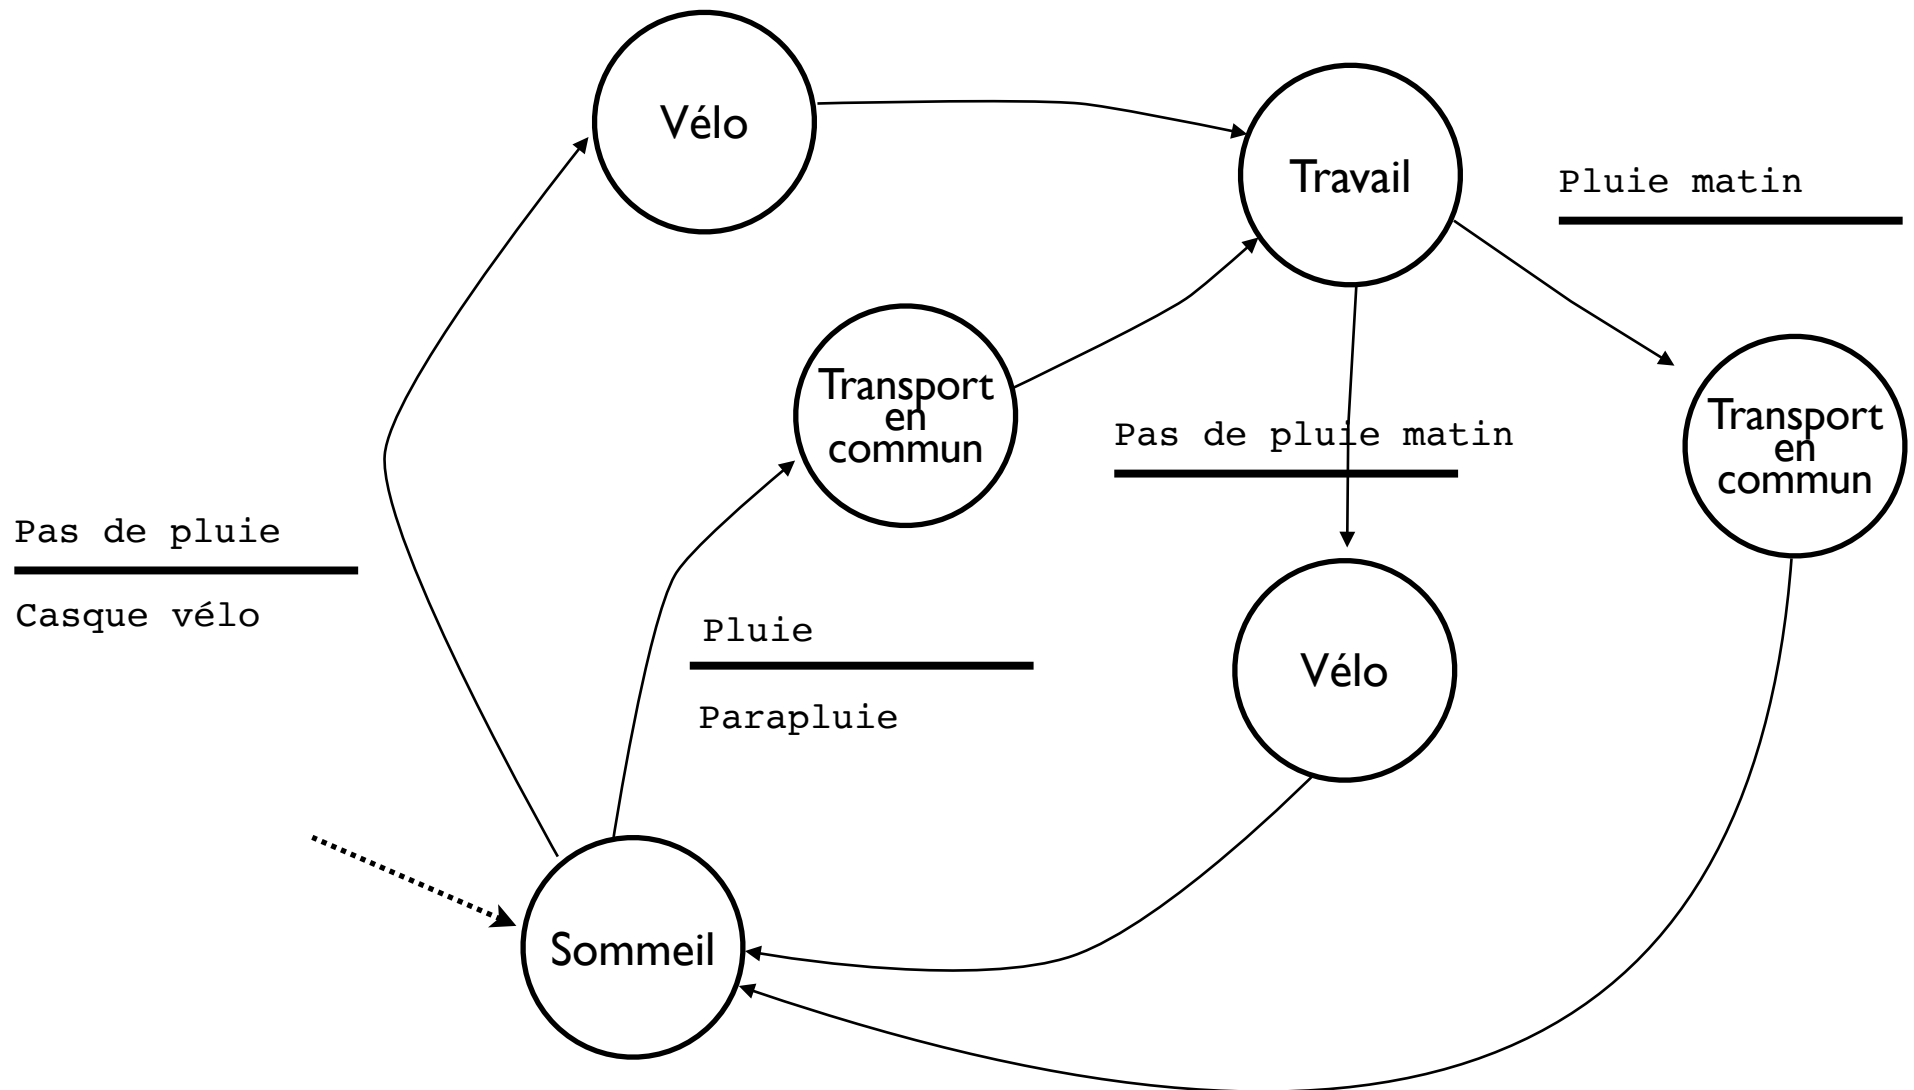 Vélo
Travail
Pluie matin
Transport
en
commun
Pas de pluie matin
Transport
en
commun
Pas de pluie
Casque vélo
Pluie
Parapluie
Vélo
Sommeil